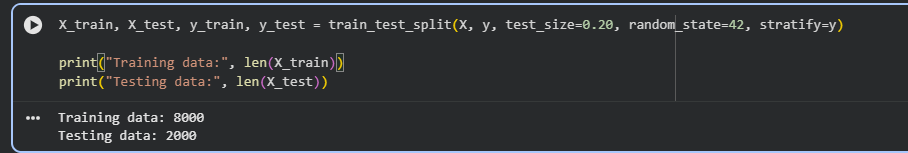 X_train, X_test, y_train, y_test = train_test_split(X, y, test_size=0.20, random_state=42, stratify=y)
print("Training data:", len(X_train))
print("Testing data:", len(X_test))
Training data: 8000
Testing data: 2000